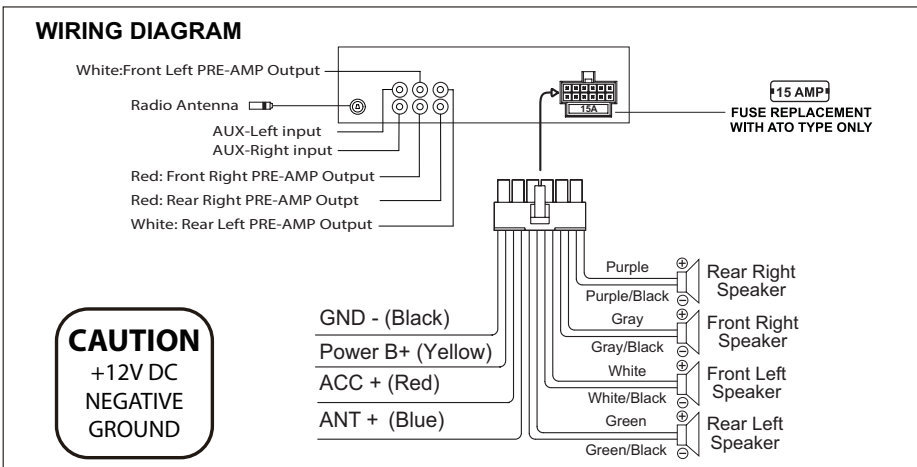 WIRING DIAGRAM
White:Front Left PRE-AMP Output
Radio Antenna
AUX-Left input
AUX-Right input
Red: Front Right PRE-AMP Output
Red: Rear Right PRE-AMP Outpt
White: Rear Left PRE-AMP Output
15A
15 AMP
FUSE REPLACEMENT
WITH ATO TYPE ONLY
CAUTION
+12V DC
NEGATIVE
GROUND
GND - (Black)
Power B+ (Yellow)
ACC + (Red)
ANT + (Blue)
Purple
Purple/Black
Rear Right
Speaker
Gray
Gray/Black
Front Right
Speaker
White
White/Black
Front Left
Speaker
Green
Green/Black
Rear Left
Speaker